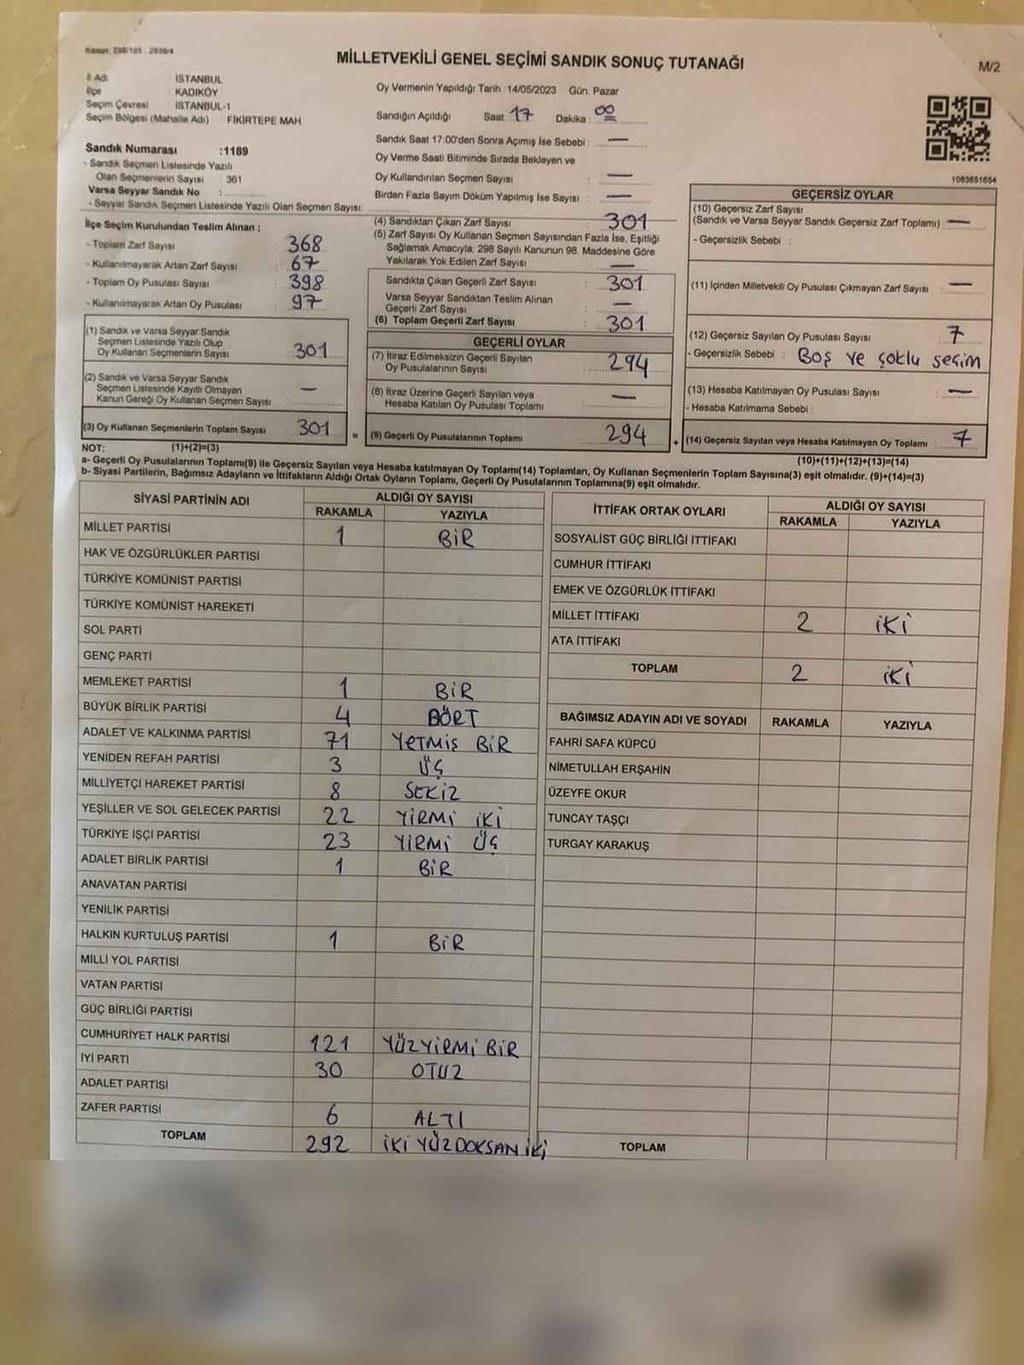 Kanun: 298/105 : 2839/4
MİLLETVEKİLİ GENEL SEÇİMİ SANDIK SONUÇ TUTANAĞI
M/2
İl Adı İSTANBUL
İlçe KADIKÖY
Seçim Çevresi İSTANBUL-1
Seçim Bölgesi (Mahalle Adı) : FİKİRTEPE MAH.
Sandık Numarası :1189
- Sandık Seçmen Listesinde Yazılı
Olan Seçmenlerin Sayısı 361
Varsa Seyyar Sandık No :
- Seyyar Sandık Seçmen Listesinde Yazılı Olan Seçmen Sayısı:
Oy Vermenin Yapıldığı Tarih :14/05/2023 Gün: Pazar
Sandığın Açıldığı Saat: 17 Dakika : 00
Sandık Saat 17:00'den Sonra Açımış İse Sebebi : —
Oy Verme Saati Bitiminde Sırada Bekleyen ve
Oy Kullandırılan Seçmen Sayısı : —
Birden Fazla Sayım Döküm Yapılmış İse Sayısı : —
1083651654
İlçe Seçim Kurulundan Teslim Alınan ;
- Toplam Zarf Sayısı : 368
- Kullanılmayarak Artan Zarf Sayısı : 67
- Toplam Oy Pusulası Sayısı : 398
- Kullanılmayarak Artan Oy Pusulası : 97
(4) Sandıktan Çıkan Zarf Sayısı : 301
(5) Zarf Sayısı Oy Kullanan Seçmen Sayısından Fazla İse, Eşitliği
Sağlamak Amacıyla; 298 Sayılı Kanunun 98. Maddesine Göre
Yakılarak Yok Edilen Zarf Sayısı : —
Sandıkta Çıkan Geçerli Zarf Sayısı : 301
Varsa Seyyar Sandıktan Teslim Alınan
Geçerli Zarf Sayısı : —
(6) Toplam Geçerli Zarf Sayısı : 301
GEÇERSİZ OYLAR
(10) Geçersiz Zarf Sayısı
(Sandık ve Varsa Seyyar Sandık Geçersiz Zarf Toplamı) : —
- Geçersizlik Sebebi :
(11) İçinden Milletvekili Oy Pusulası Çıkmayan Zarf Sayısı : —
(12) Geçersiz Sayılan Oy Pusulası Sayısı : 7
- Geçersizlik Sebebi : Boş ve çoklu seçim
(13) Hesaba Katılmayan Oy Pusulası Sayısı : —
- Hesaba Katılmama Sebebi :
(14) Geçersiz Sayılan veya Hesaba Katılmayan Oy Toplamı : 7
(1) Sandık ve Varsa Seyyar Sandık
Seçmen Listesinde Yazılı Olup
Oy Kullanan Seçmenlerin Sayısı : 301
(2) Sandık ve Varsa Seyyar Sandık
Seçmen Listesinde Kayıtlı Olmayan
Kanun Gereği Oy Kullanan Seçmen Sayısı : —
(3) Oy Kullanan Seçmenlerin Toplam Sayısı : 301 =
GEÇERLİ OYLAR
(7) İtiraz Edilmeksizin Geçerli Sayılan
Oy Pusulalarının Sayısı : 294
(8) İtiraz Üzerine Geçerli Sayılan veya
Hesaba Katılan Oy Pusulası Toplamı : —
(9) Geçerli Oy Pusulalarının Toplamı : 294 +
NOT: (1)+(2)=(3)
(10)+(11)+(12)+(13)=(14)
a- Geçerli Oy Pusulalarının Toplamı(9) ile Geçersiz Sayılan veya Hesaba katılmayan Oy Toplamı(14) Toplamları, Oy Kullanan Seçmenlerin Toplam Sayısına(3) eşit olmalıdır. (9)+(14)=(3)
b- Siyasi Partilerin, Bağımsız Adayların ve İttifakların Aldığı Ortak Oyların Toplamı, Geçerli Oy Pusulalarının Toplamına(9) eşit olmalıdır.
SİYASİ PARTİNİN ADI ALDIĞI OY SAYISI
RAKAMLA YAZIYLA
MİLLET PARTİSİ 1 BİR
HAK VE ÖZGÜRLÜKLER PARTİSİ
TÜRKİYE KOMÜNİST PARTİSİ
TÜRKİYE KOMÜNİST HAREKETİ
SOL PARTİ
GENÇ PARTİ
MEMLEKET PARTİSİ 1 BİR
BÜYÜK BİRLİK PARTİSİ 4 DÖRT
ADALET VE KALKINMA PARTİSİ 71 YETMİŞ BİR
YENİDEN REFAH PARTİSİ 3 ÜÇ
MİLLİYETÇİ HAREKET PARTİSİ 8 SEKİZ
YEŞİLLER VE SOL GELECEK PARTİSİ 22 YİRMİ İKİ
TÜRKİYE İŞÇİ PARTİSİ 23 YİRMİ ÜÇ
ADALET BİRLİK PARTİSİ 1 BİR
ANAVATAN PARTİSİ
YENİLİK PARTİSİ
HALKIN KURTULUŞ PARTİSİ 1 BİR
MİLLİ YOL PARTİSİ
VATAN PARTİSİ
GÜÇ BİRLİĞİ PARTİSİ
CUMHURİYET HALK PARTİSİ 121 YÜZ YİRMİ BİR
İYİ PARTİ 30 OTUZ
ADALET PARTİSİ
ZAFER PARTİSİ 6 ALTI
TOPLAM 292 İKİ YÜZ DOKSAN İKİ
İTTİFAK ORTAK OYLARI ALDIĞI OY SAYISI
RAKAMLA YAZIYLA
SOSYALİST GÜÇ BİRLİĞİ İTTİFAKI
CUMHUR İTTİFAKI
EMEK VE ÖZGÜRLÜK İTTİFAKI
MİLLET İTTİFAKI 2 İKİ
ATA İTTİFAKI
TOPLAM 2 İKİ
BAĞIMSIZ ADAYIN ADI VE SOYADI RAKAMLA YAZIYLA
FAHRİ SAFA KÜPCÜ
NİMETULLAH ERŞAHİN
ÜZEYFE OKUR
TUNCAY TAŞÇI
TURGAY KARAKUŞ
TOPLAM